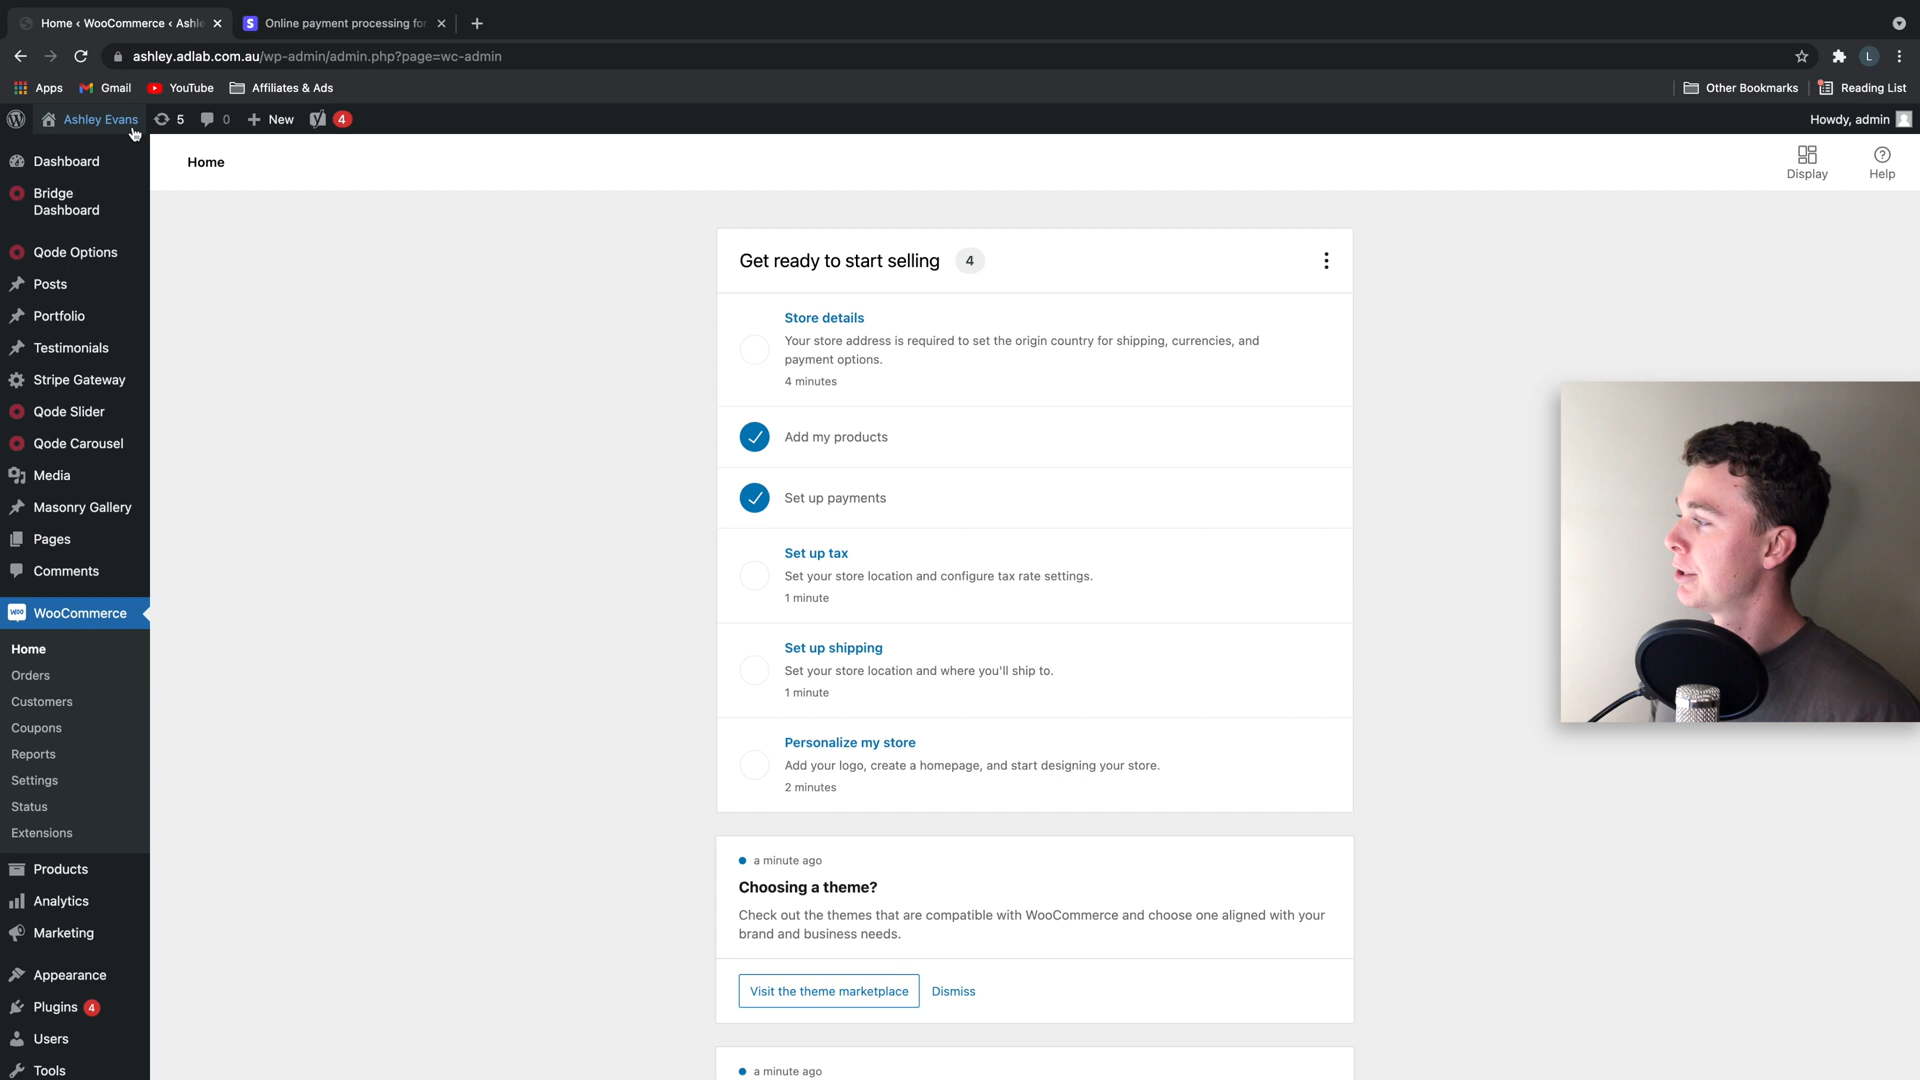 Home ‹ WooCommerce ‹ Ashle
Online payment processing for
ashley.adlab.com.au/wp-admin/admin.php?page=wc-admin
L
Apps
Gmail
YouTube
Affiliates & Ads
Other Bookmarks
Reading List
Ashley Evans
5
0
New
4
Howdy, admin
Dashboard
Bridge
Dashboard
Qode Options
Posts
Portfolio
Testimonials
Stripe Gateway
Qode Slider
Qode Carousel
Media
Masonry Gallery
Pages
Comments
WooCommerce
Home
Orders
Customers
Coupons
Reports
Settings
Status
Extensions
Products
Analytics
Marketing
Appearance
Plugins 4
Users
Tools
Home
Display
Help
Get ready to start selling 4
Store details
Your store address is required to set the origin country for shipping, currencies, and
payment options.
4 minutes
Add my products
Set up payments
Set up tax
Set your store location and configure tax rate settings.
1 minute
Set up shipping
Set your store location and where you'll ship to.
1 minute
Personalize my store
Add your logo, create a homepage, and start designing your store.
2 minutes
a minute ago
Choosing a theme?
Check out the themes that are compatible with WooCommerce and choose one aligned with your
brand and business needs.
Visit the theme marketplace
Dismiss
a minute ago